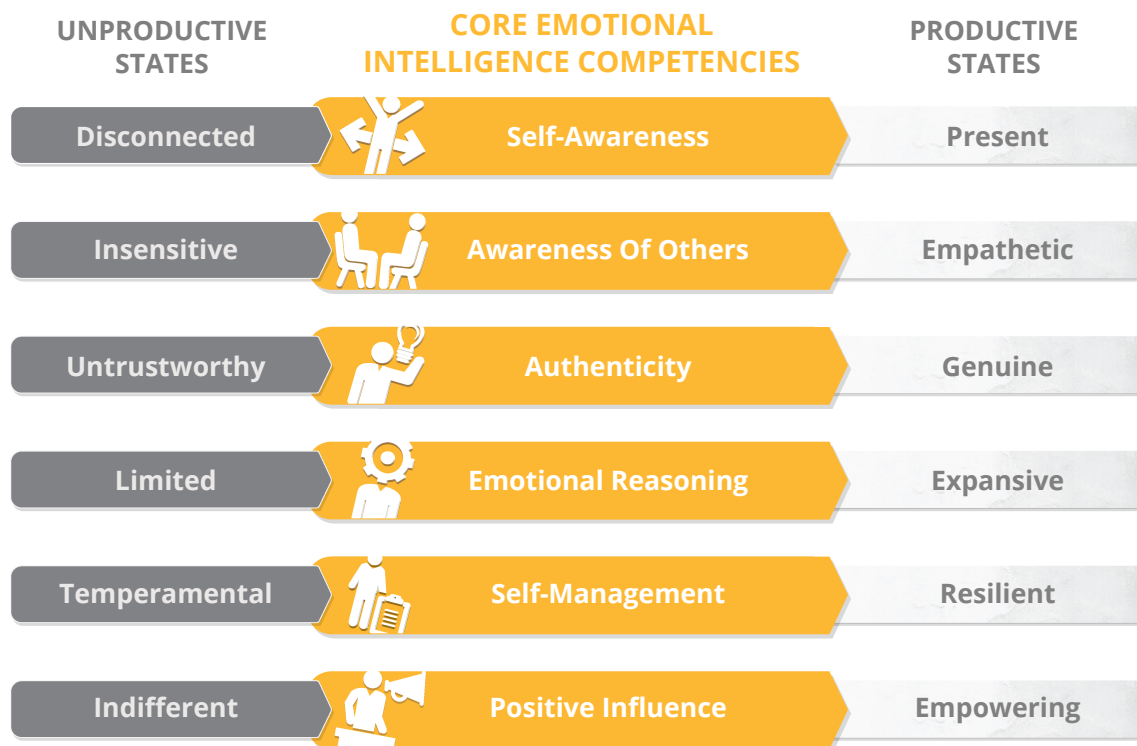 UNPRODUCTIVE
STATES
CORE EMOTIONAL
INTELLIGENCE COMPETENCIES
PRODUCTIVE
STATES
Disconnected
Self-Awareness
Present
Insensitive
Awareness Of Others
Empathetic
Untrustworthy
Authenticity
Genuine
Limited
Emotional Reasoning
Expansive
Temperamental
Self-Management
Resilient
Indifferent
Positive Influence
Empowering